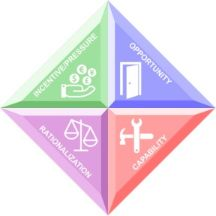 INCENTIVE/PRESSURE
OPPORTUNITY
RATIONALIZATION
CAPABILITY